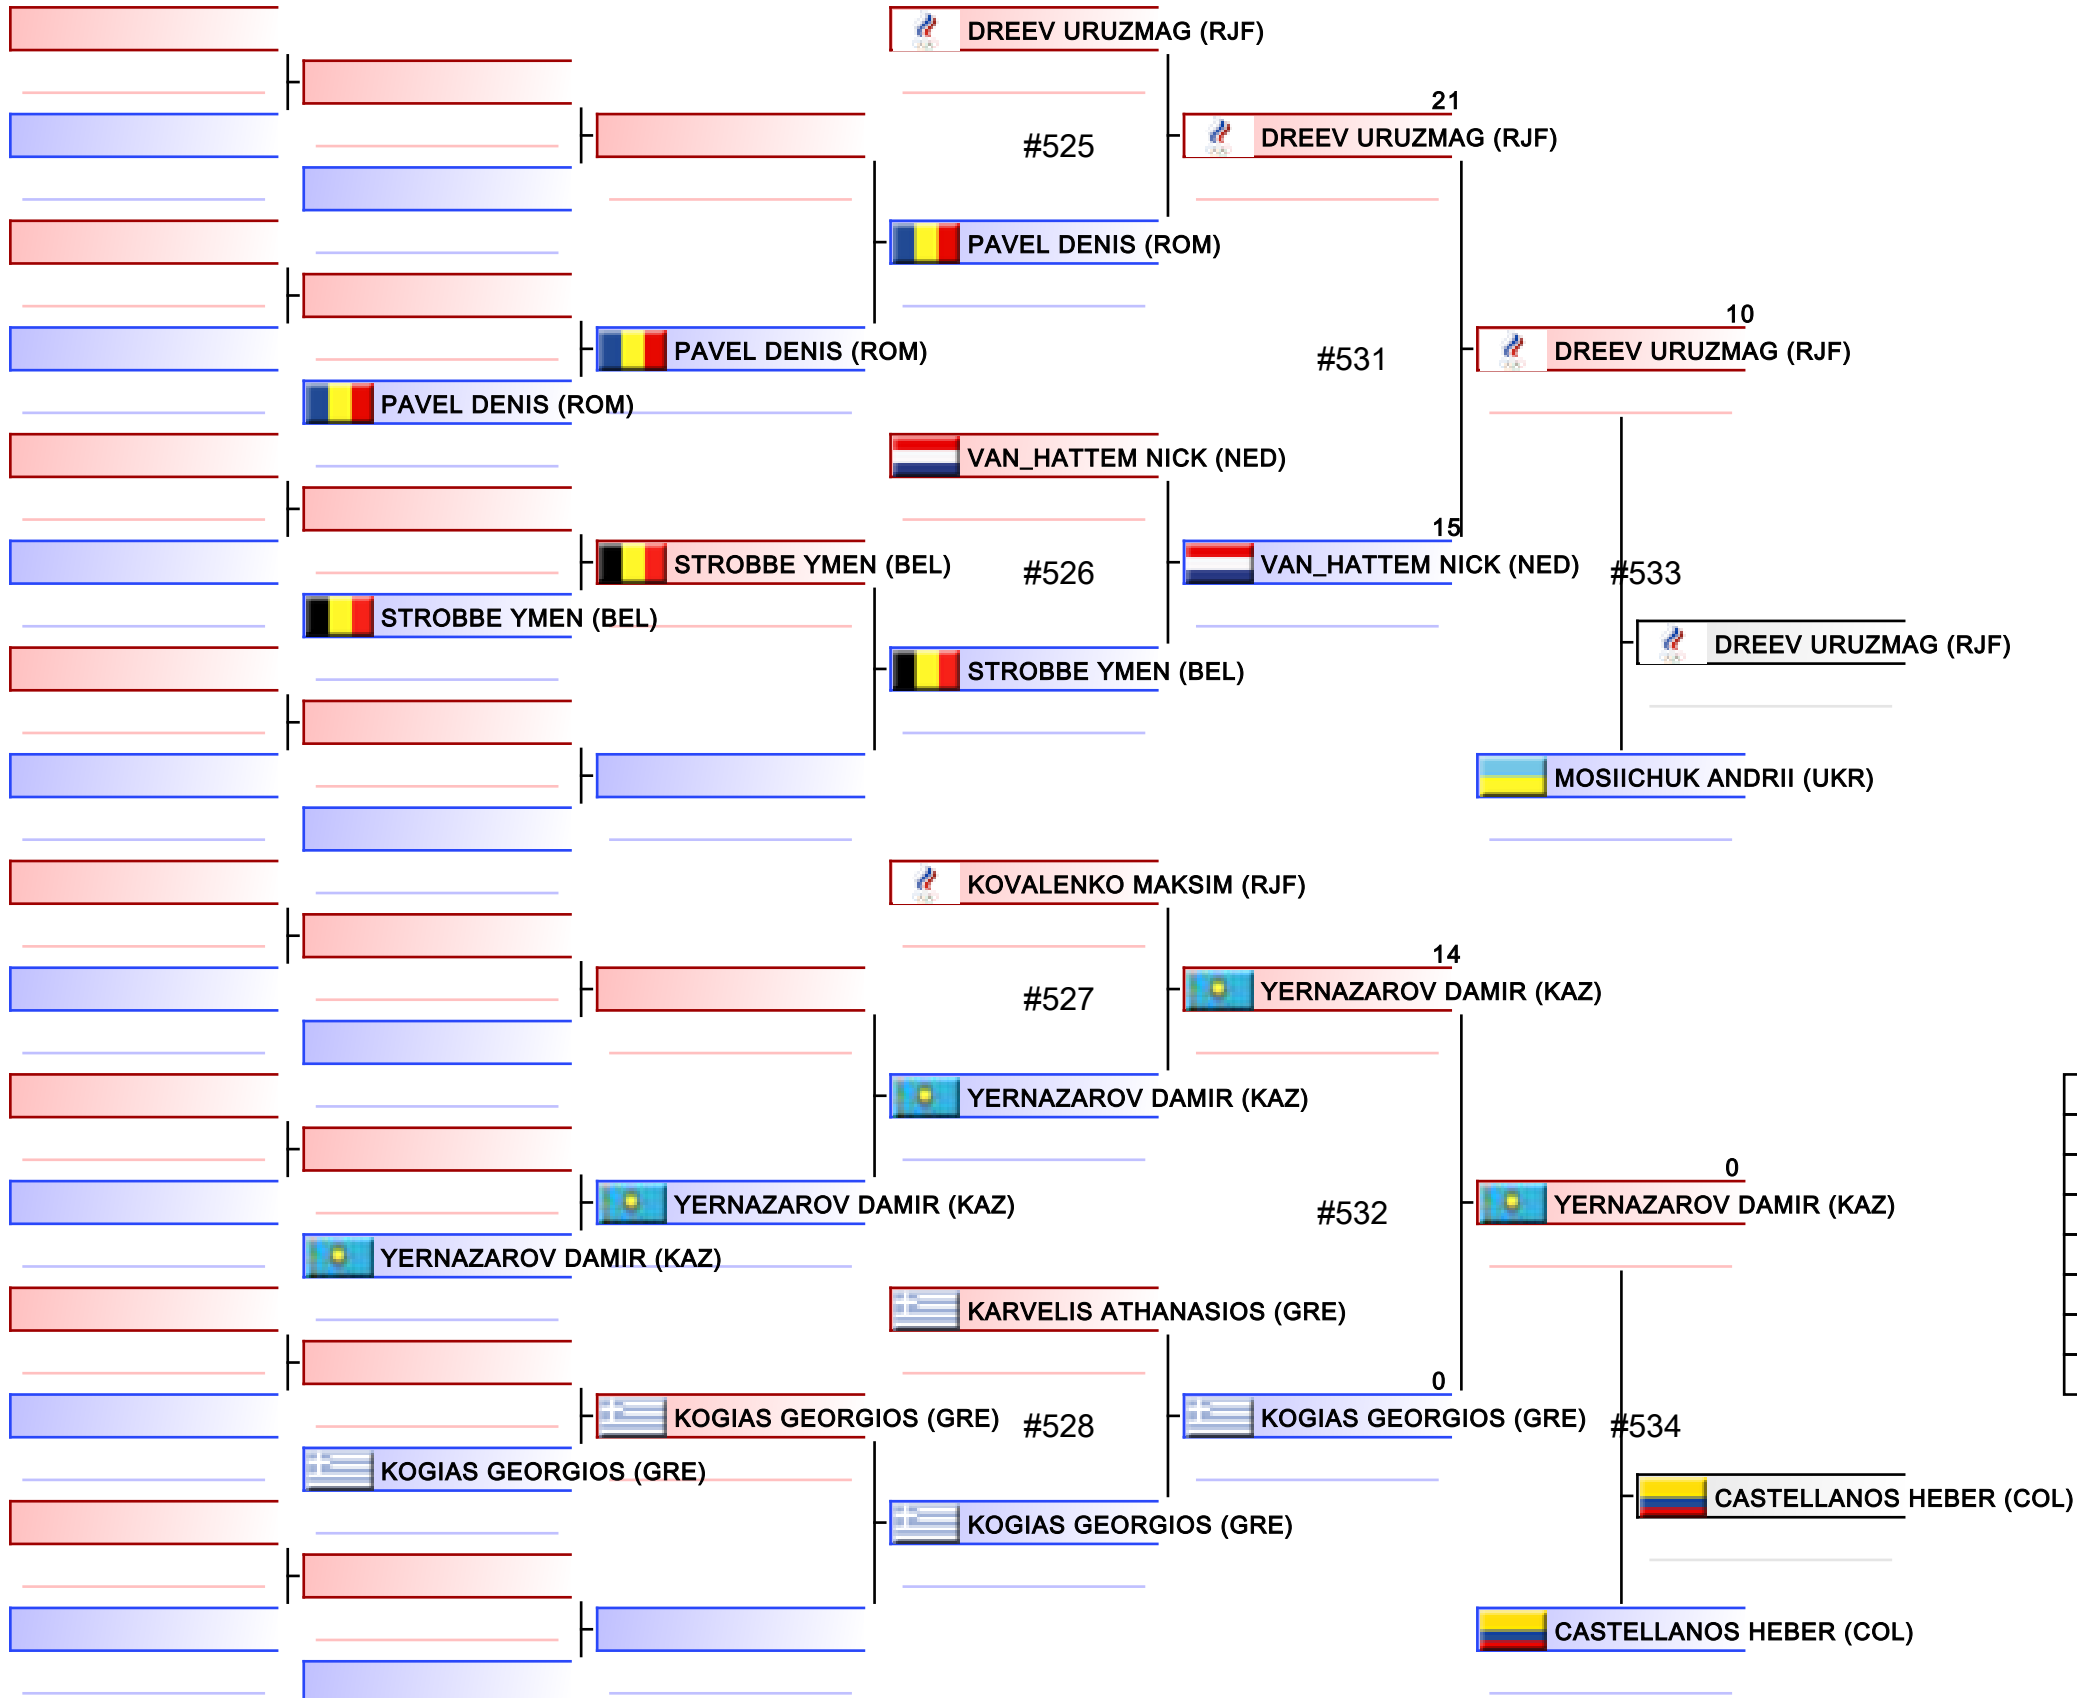 DREEV URUZMAG (RJF)
21
#525
DREEV URUZMAG (RJF)
PAVEL DENIS (ROM)
10
PAVEL DENIS (ROM)
#531
DREEV URUZMAG (RJF)
PAVEL DENIS (ROM)
VAN_HATTEM NICK (NED)
15
STROBBE YMEN (BEL)
#526
VAN_HATTEM NICK (NED)
#533
STROBBE YMEN (BEL)
DREEV URUZMAG (RJF)
STROBBE YMEN (BEL)
MOSIICHUK ANDRII (UKR)
KOVALENKO MAKSIM (RJF)
14
#527
YERNAZAROV DAMIR (KAZ)
YERNAZAROV DAMIR (KAZ)
0
YERNAZAROV DAMIR (KAZ)
#532
YERNAZAROV DAMIR (KAZ)
YERNAZAROV DAMIR (KAZ)
KARVELIS ATHANASIOS (GRE)
0
KOGIAS GEORGIOS (GRE)
#528
KOGIAS GEORGIOS (GRE)
#534
KOGIAS GEORGIOS (GRE)
CASTELLANOS HEBER (COL)
KOGIAS GEORGIOS (GRE)
CASTELLANOS HEBER (COL)